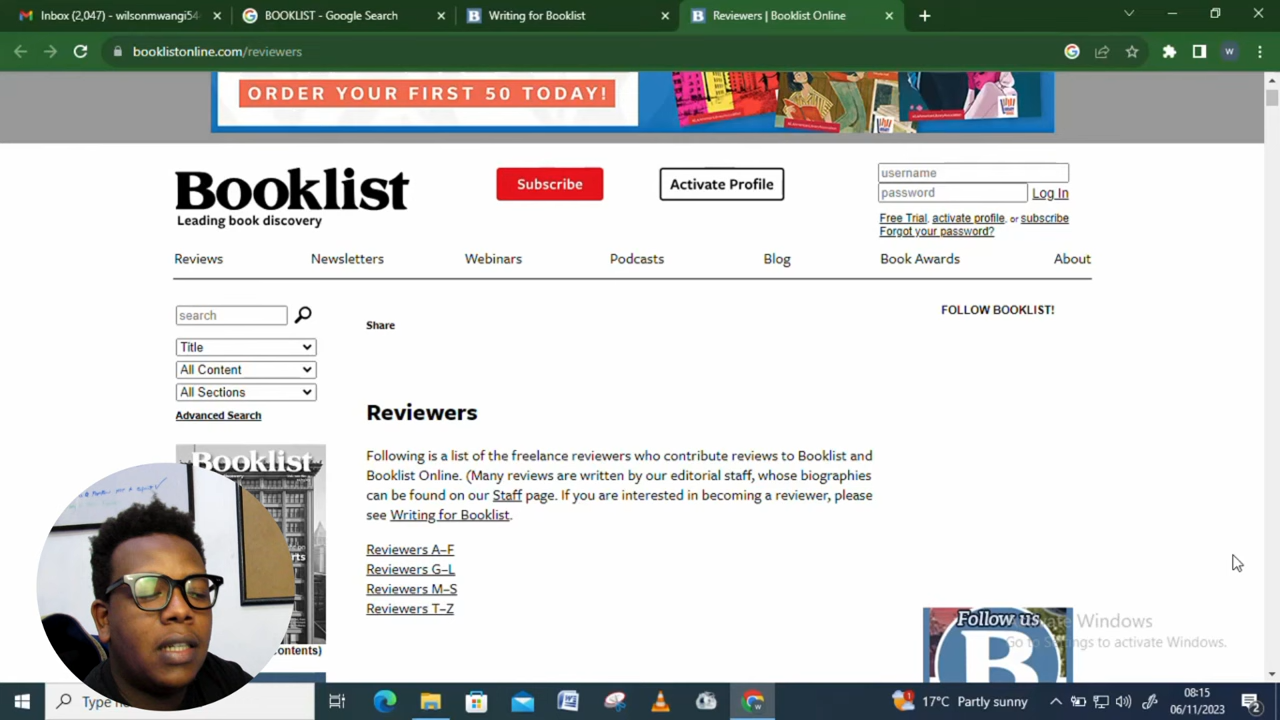 Inbox (2,047) - wilsonmwangi54
BOOKLIST - Google Search
Writing for Booklist
Reviewers | Booklist Online
booklistonline.com/reviewers
W
ORDER YOUR FIRST 50 TODAY!
Booklist
Leading book discovery
Subscribe
Activate Profile
username
password
Log In
Free Trial, activate profile, or subscribe
Forgot your password?
Reviews
Newsletters
Webinars
Podcasts
Blog
Book Awards
About
search
Title
All Content
All Sections
Advanced Search
Share
FOLLOW BOOKLIST!
Reviewers
Following is a list of the freelance reviewers who contribute reviews to Booklist and
Booklist Online. (Many reviews are written by our editorial staff, whose biographies
can be found on our Staff page. If you are interested in becoming a reviewer, please
see Writing for Booklist.
Reviewers A–F
Reviewers G–L
Reviewers M–S
Reviewers T–Z
Booklist
Follow us
B
Windows
to activate Windows.
17°C Partly sunny
08:15
06/11/2023